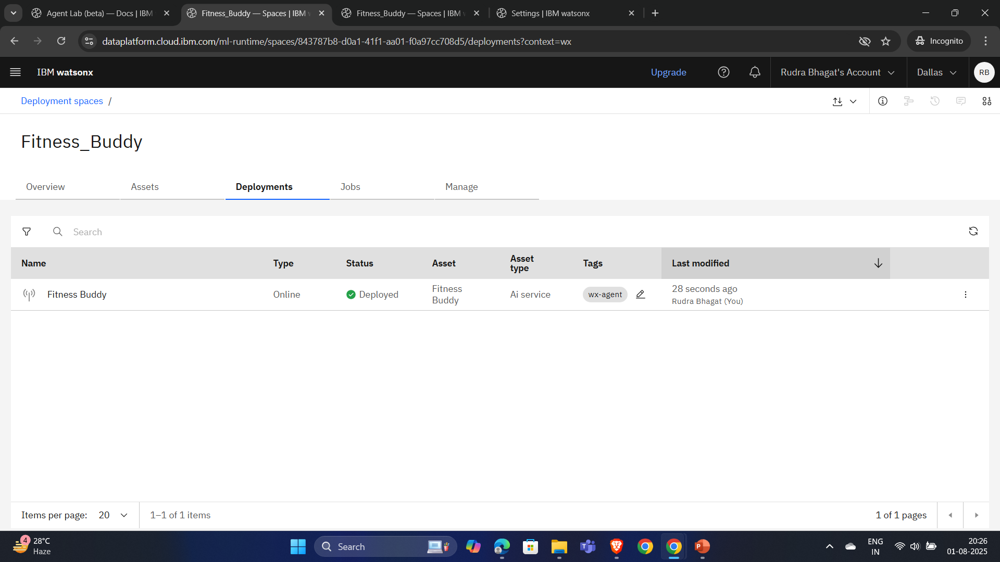 Agent Lab (beta) — Docs | IBM
Fitness_Buddy — Spaces | IBM w
Fitness_Buddy — Spaces | IBM w
Settings | IBM watsonx
dataplatform.cloud.ibm.com/ml-runtime/spaces/843787b8-d0a1-41f1-aa01-f0a97cc708d5/deployments?context=wx
Incognito
IBM watsonx
Upgrade
Rudra Bhagat's Account
Dallas
RB
Deployment spaces /
Fitness_Buddy
Overview
Assets
Deployments
Jobs
Manage
Search
Name
Type
Status
Asset
Asset
type
Tags
Last modified
Fitness Buddy
Online
Deployed
Fitness
Buddy
Ai service
wx-agent
28 seconds ago
Rudra Bhagat (You)
Items per page: 20
1–1 of 1 items
1 of 1 pages
4
28°C
Haze
Search
ENG
IN
20:26
01-08-2025